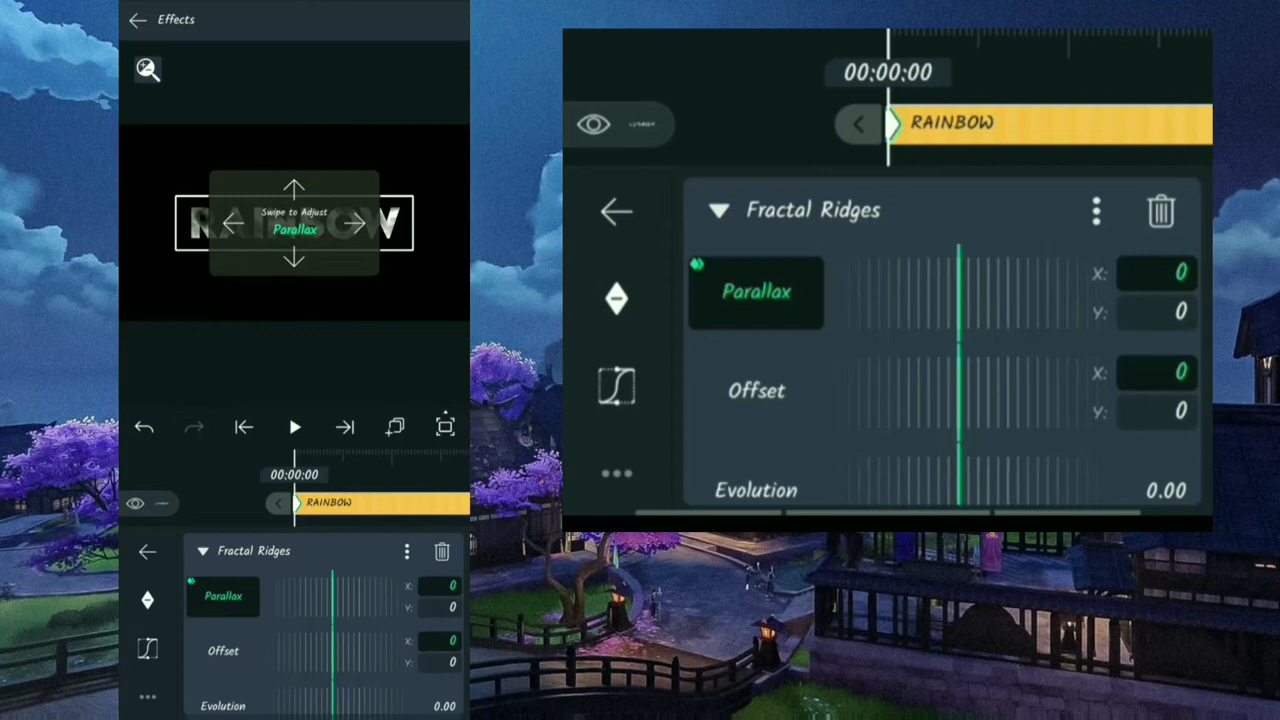 Effects
Swipe to Adjust
Parallax
RAINBOW
00:00:00
RAINBOW
Fractal Ridges
Parallax
X: 0
Y: 0
Offset
X: 0
Y: 0
Evolution
0.00
00:00:00
RAINBOW
Fractal Ridges
Parallax
X: 0
Y: 0
Offset
X: 0
Y: 0
Evolution
0.00